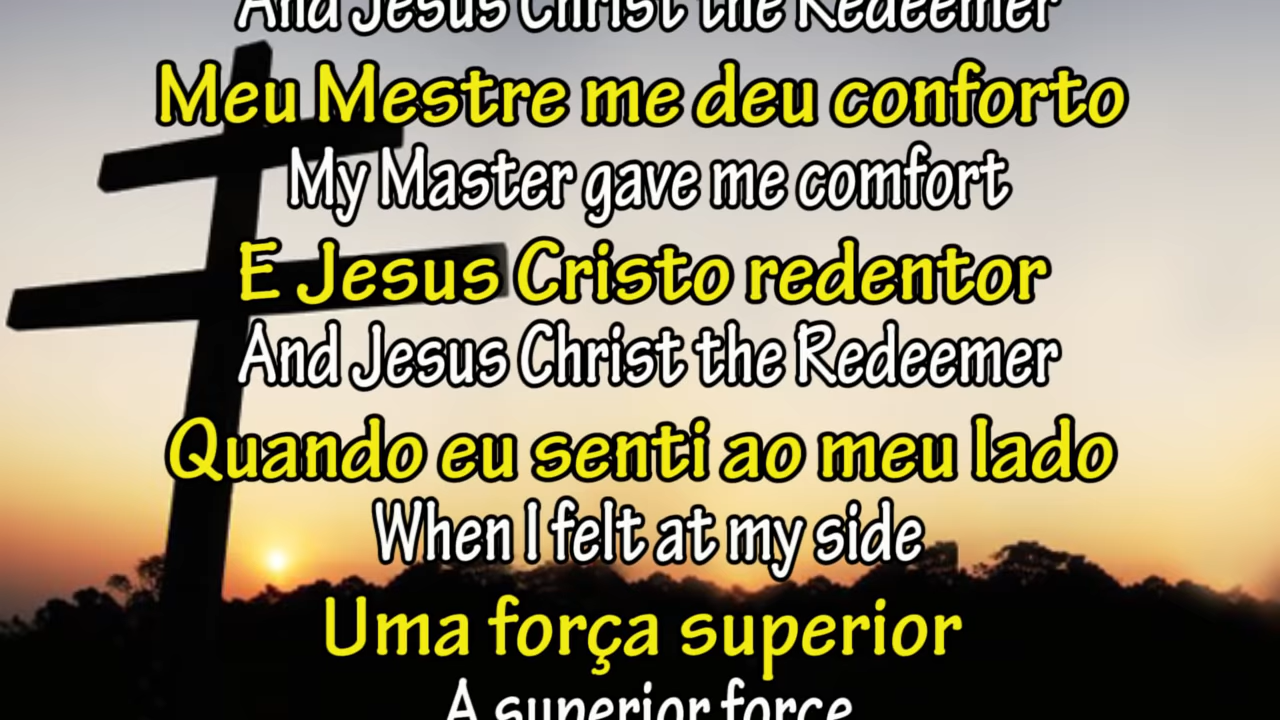 And Jesus Christ the Redeemer
Meu Mestre me deu conforto
My Master gave me comfort
E Jesus Cristo redentor
And Jesus Christ the Redeemer
Quando eu senti ao meu lado
When I felt at my side
Uma força superior
A superior force